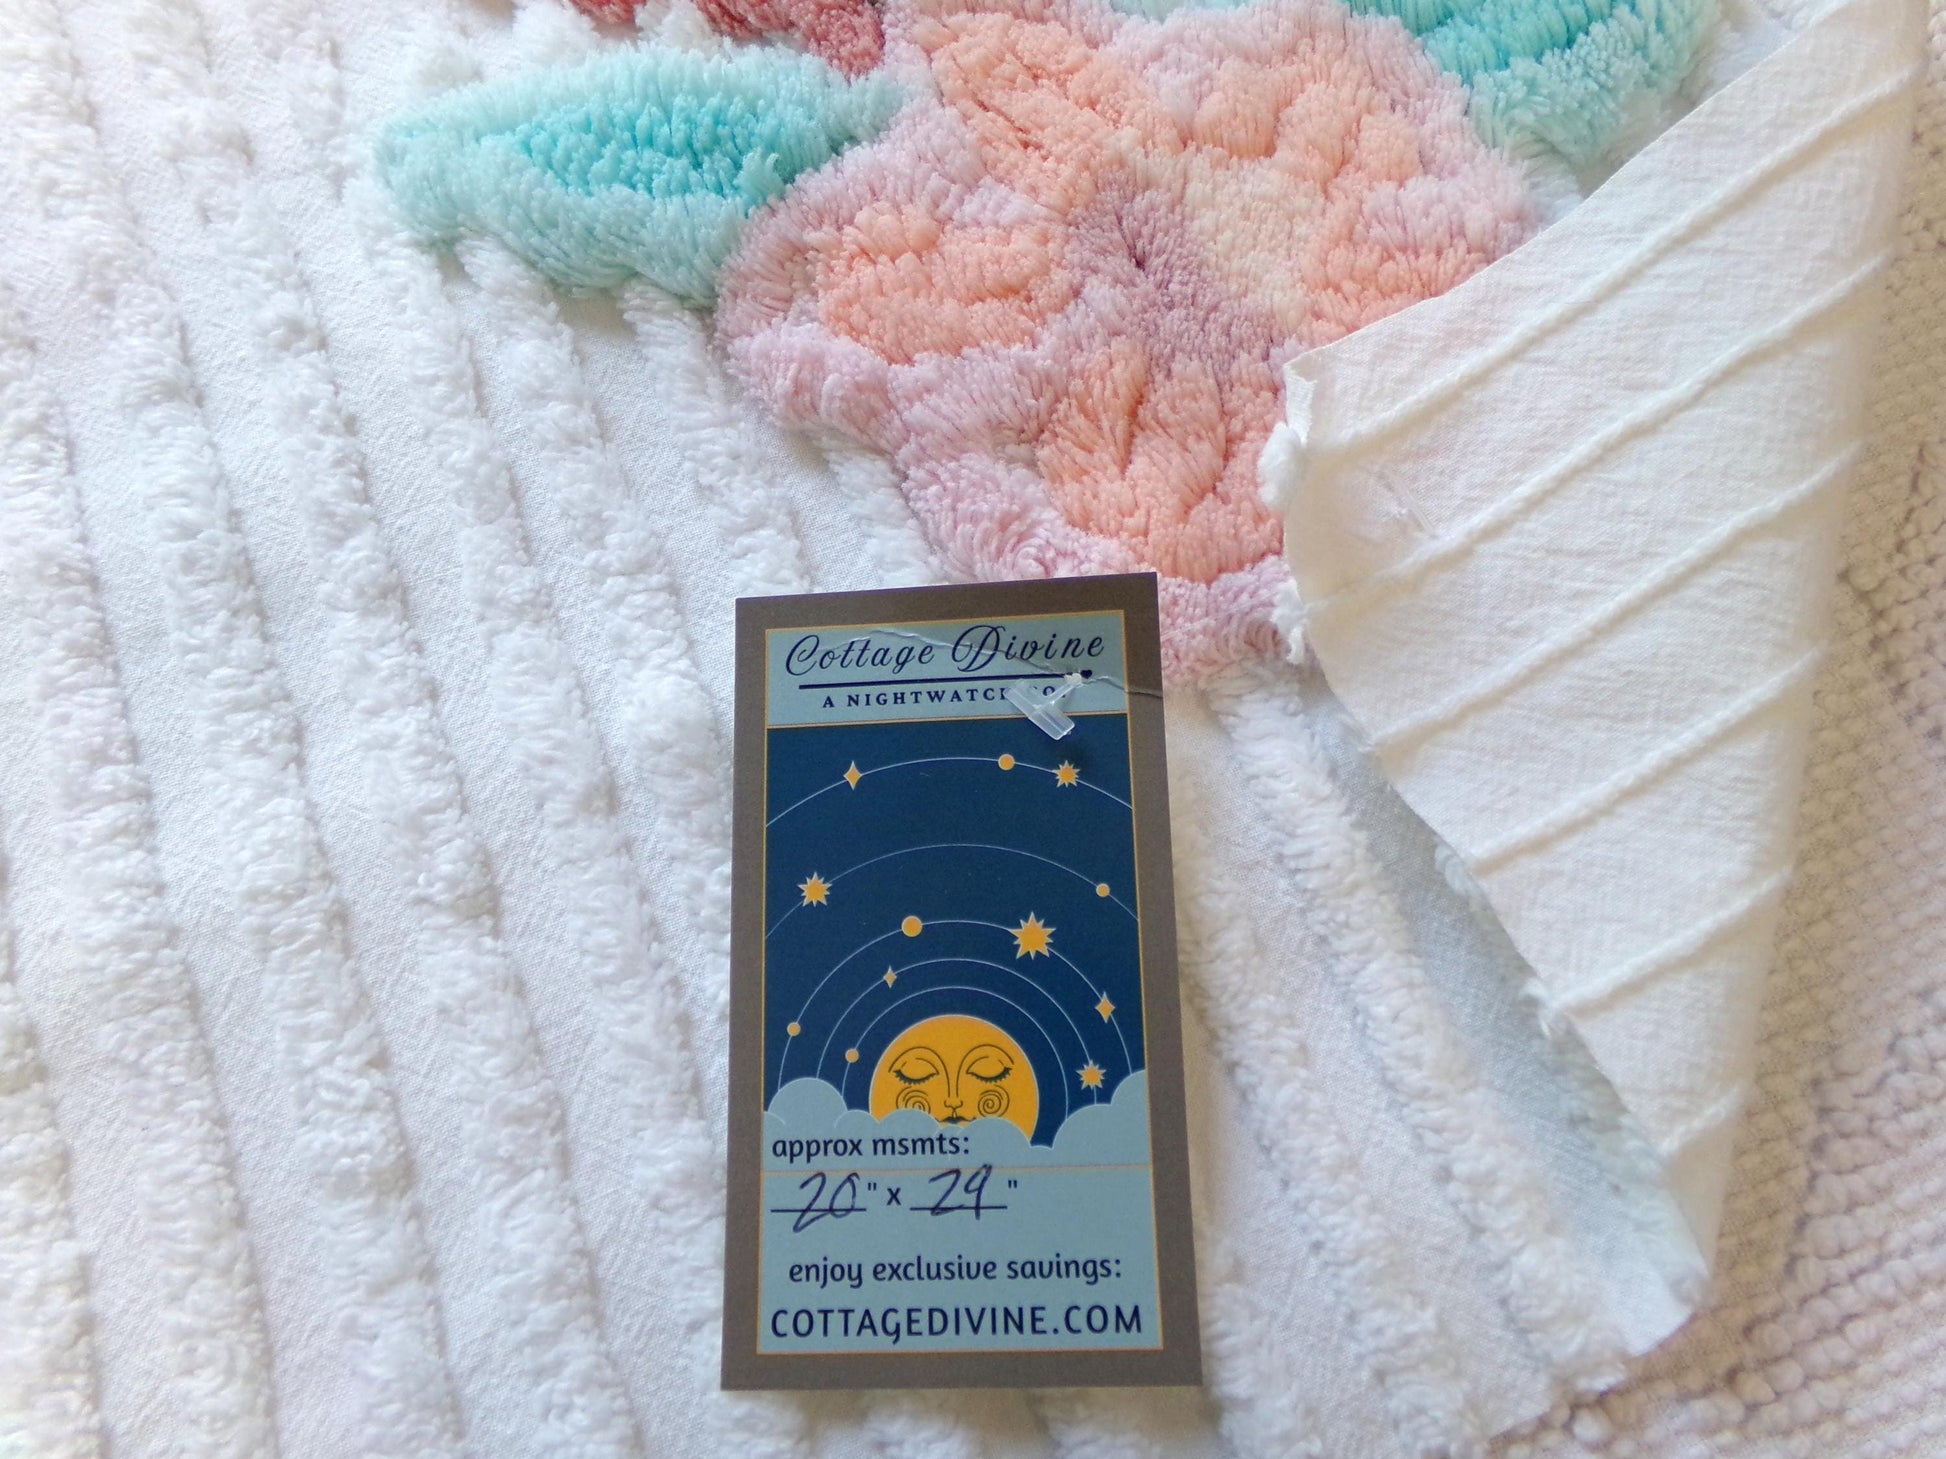 Cottage Divine
A NIGHTWATCH CO.
approx msmts:
20 " x 29 "
enjoy exclusive savings:
COTTAGEDIVINE.COM